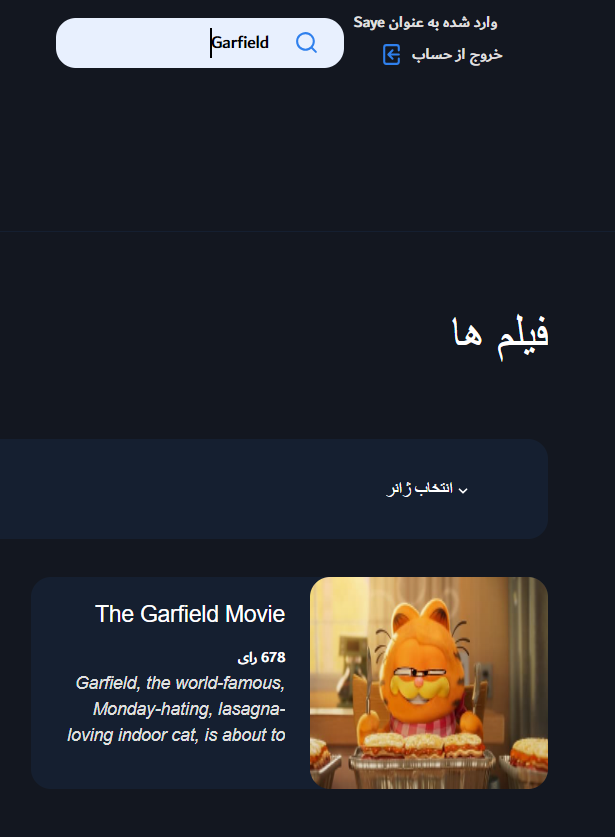 وارد شده به عنوان Saye
خروج از حساب
Garfield
فیلم ها
انتخاب ژانر
The Garfield Movie
678 رای
Garfield, the world-famous,
Monday-hating, lasagna-
loving indoor cat, is about to